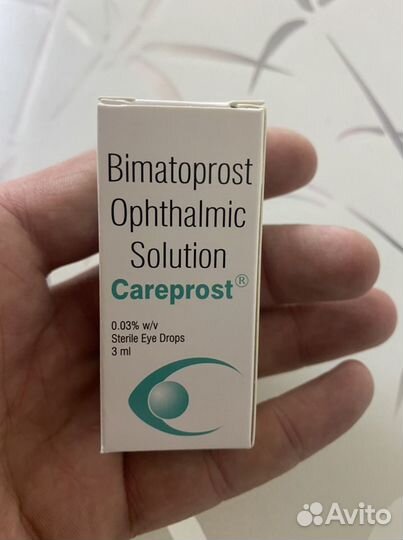 Bimatoprost
Ophthalmic
Solution
Careprost®
0.03% w/v
Sterile Eye Drops
3 ml
Avito